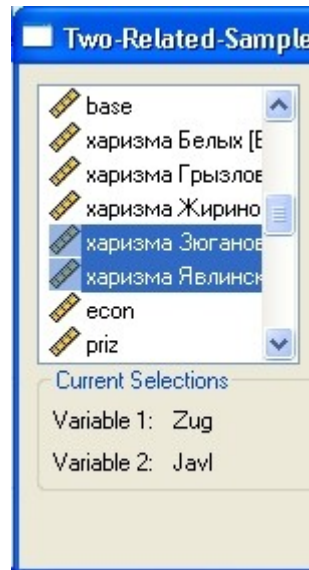 Two-Related-Sample
base
харизма Белых [Б
харизма Грызлов
харизма Жирино
харизма Зюганов
харизма Явлинск
econ
priz
Current Selections
Variable 1: Zug
Variable 2: Javl